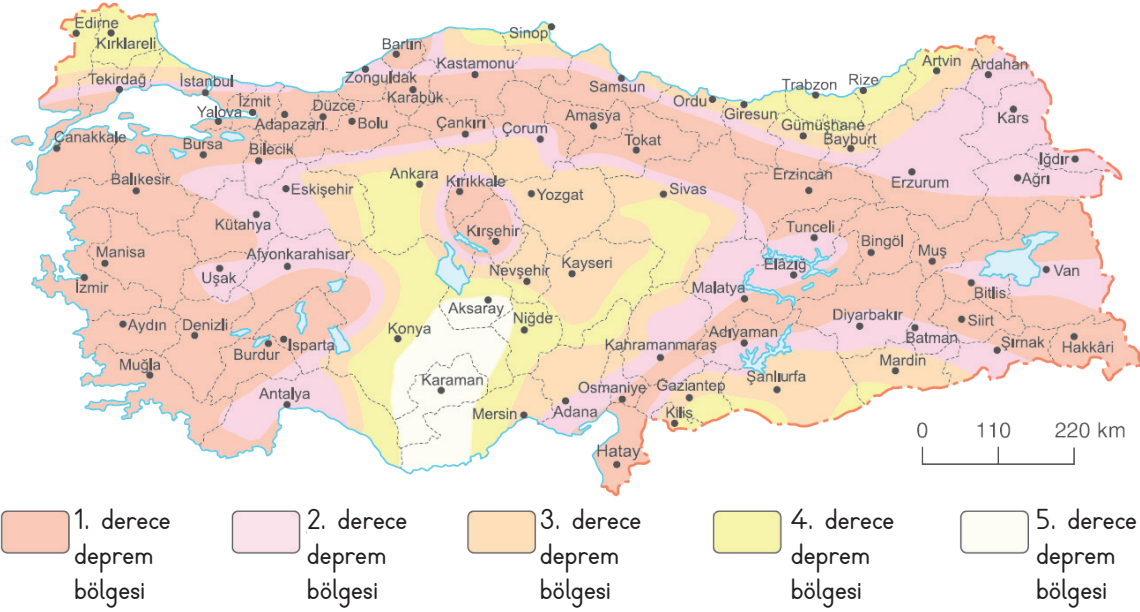 Edirne
Kırklareli
Tekirdağ
İstanbul
Yalova
İzmit
Adapazarı
Düzce
Bolu
Zonguldak
Bartın
Karabük
Kastamonu
Sinop
Samsun
Ordu
Giresun
Trabzon
Rize
Artvin
Ardahan
Kars
Iğdır
Ağrı
Erzurum
Gümüşhane
Bayburt
Çanakkale
Bursa
Bilecik
Çankırı
Çorum
Amasya
Tokat
Balıkesir
Eskişehir
Ankara
Kırıkkale
Yozgat
Sivas
Erzincan
Kütahya
Kırşehir
Tunceli
Bingöl
Muş
Manisa
Uşak
Afyonkarahisar
Nevşehir
Kayseri
Elâzığ
Malatya
Van
Bitlis
İzmir
Aksaray
Niğde
Aydın
Denizli
Isparta
Burdur
Konya
Kahramanmaraş
Adıyaman
Diyarbakır
Batman
Siirt
Şırnak
Hakkâri
Muğla
Antalya
Karaman
Mersin
Adana
Osmaniye
Gaziantep
Kilis
Şanlıurfa
Mardin
Hatay
0 110 220 km
1. derece
deprem
bölgesi
2. derece
deprem
bölgesi
3. derece
deprem
bölgesi
4. derece
deprem
bölgesi
5. derece
deprem
bölgesi